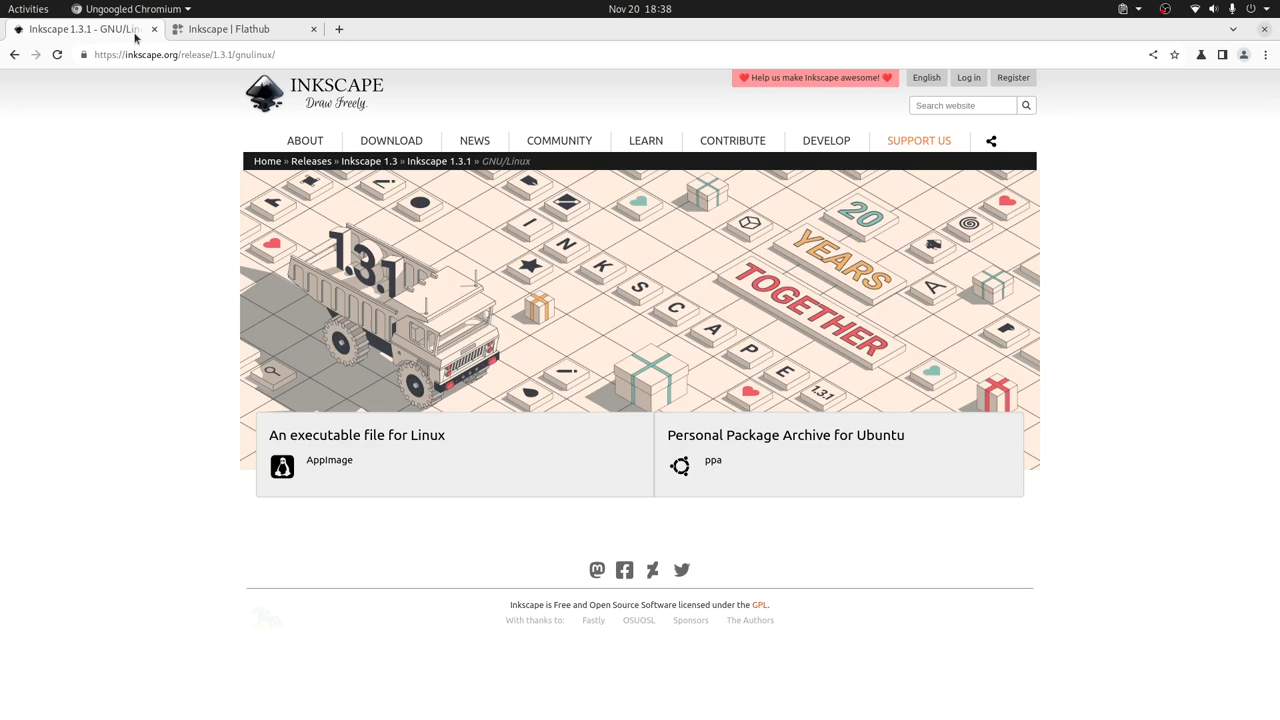 Activities
Ungoogled Chromium
Nov 20 18:38
Inkscape 1.3.1 - GNU/Lin
Inkscape | Flathub
https://inkscape.org/release/1.3.1/gnulinux/
INKSCAPE
Draw Freely.
Help us make Inkscape awesome!
English
Log in
Register
Search website
ABOUT
DOWNLOAD
NEWS
COMMUNITY
LEARN
CONTRIBUTE
DEVELOP
SUPPORT US
Home » Releases » Inkscape 1.3 » Inkscape 1.3.1 » GNU/Linux
1.3.1
INKSCAPE
1.3.1
20
YEARS
TOGETHER
A
An executable file for Linux
AppImage
Personal Package Archive for Ubuntu
ppa
Inkscape is Free and Open Source Software licensed under the GPL.
With thanks to: Fastly OSUOSL Sponsors The Authors